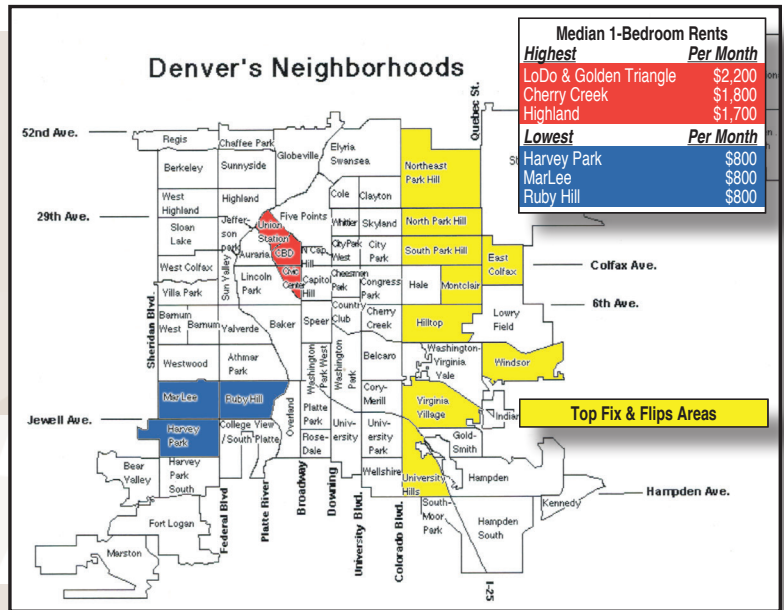 Denver's Neighborhoods
Median 1-Bedroom Rents
Highest Per Month
LoDo & Golden Triangle $2,200
Cherry Creek $1,800
Highland $1,700
Lowest Per Month
Harvey Park $800
MarLee $800
Ruby Hill $800
Quebec St.
52nd Ave.
Regis
Chaffee Park
Globeville
Elyria
Swansea
Northeast
Park Hill
Berkeley
Sunnyside
West
Highland
Highland
Cole
Clayton
29th Ave.
Sloan
Lake
Jeffer-
son
park
Union
Station
Five Points
Whittier
Skyland
North Park Hill
CBD
Auraria
N Cap.
Hill
City Park
West
City
Park
South Park Hill
East
Colfax
Colfax Ave.
West Colfax
Sun Valley
Lincoln
Park
Civic
Center
Capitol
Hill
Cheesman
Park
Congress
Park
Hale
Montclair
6th Ave.
Villa Park
Barnum
West
Barnum
Valverde
Baker
Speer
Country
Club
Cherry
Creek
Hilltop
Lowry
Field
Sheridan Blvd.
Westwood
Athmar
Park
Washington
Park West
Washington
Park
Belcaro
Washington-
Virginia
Yale
Windsor
MarLee
Ruby Hill
Overland
Platte
Park
Cory-
Merill
Virginia
Village
Indian
Top Fix & Flips Areas
Jewell Ave.
Harvey
Park
College View
/South Platte
Rose-
Dale
Univ-
ersity
Univ-
ersity
Park
Gold-
Smith
Bear
Valley
Harvey
Park
South
Wellshire
University
Hills
Hampden
Hampden Ave.
Kennedy
South-
Moor
Park
Hampden
South
Fort Logan
Marston
Federal Blvd
Platte River
Broadway
Downing
University Blvd.
Colorado Blvd.
I-25